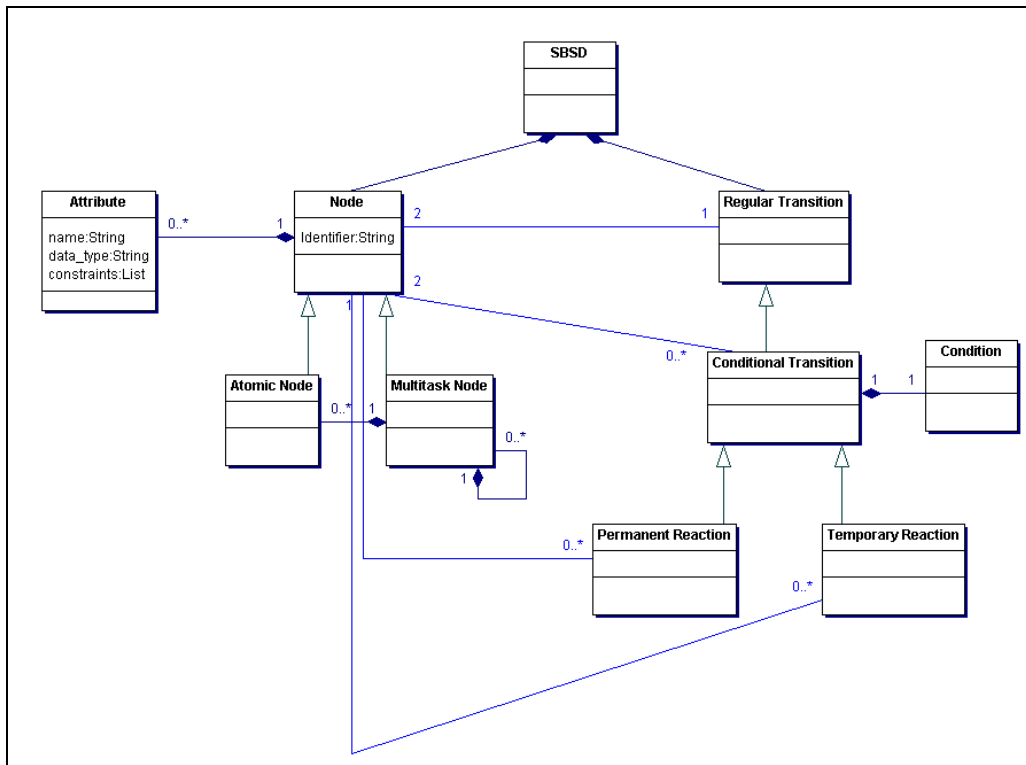 SBSD
Attribute
name:String
data_type:String
constraints:List
0..*
1
Node
Identifier:String
2
1
Regular Transition
2
1
0..*
Atomic Node
0..*
1
Multitask Node
0..*
1
Conditional Transition
1
1
Condition
Permanent Reaction
0..*
Temporary Reaction
0..*